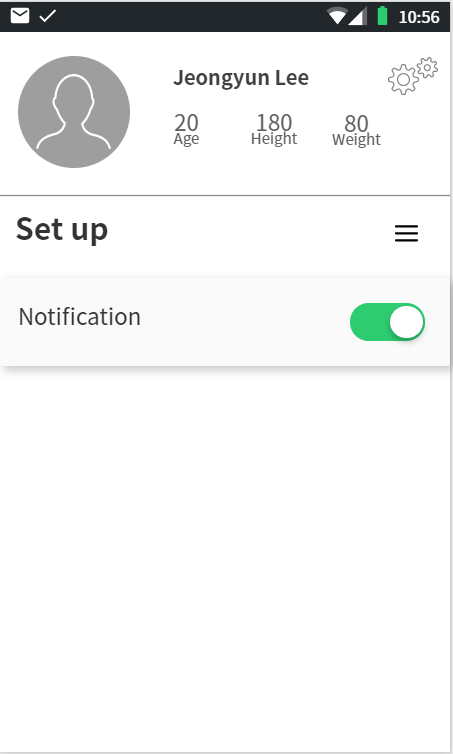 10:56
Jeongyun Lee
20 180 80
Age Height Weight
Set up
Notification